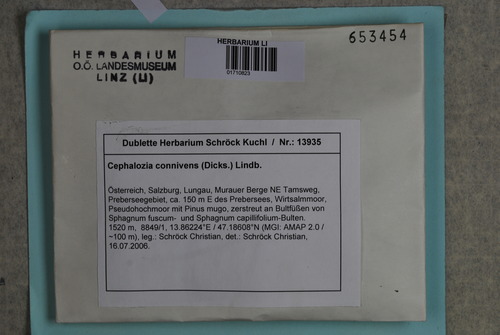 HERBARIUM
O.Ö. LANDESMUSEUM
LINZ (LI)
HERBARIUM LI
01710823
653454
Dublette Herbarium Schröck Kuchl / Nr.: 13935
Cephalozia connivens (Dicks.) Lindb.
Österreich, Salzburg, Lungau, Murauer Berge NE Tamsweg,
Preberseegebiet, ca. 150 m E des Prebersees, Wirtsalmmoor,
Pseudohochmoor mit Pinus mugo, zerstreut an Bultfüßen von
Sphagnum fuscum- und Sphagnum capillifolium-Bulten.
1520 m, 8849/1, 13.86224°E / 47.18608°N (MGI: AMAP 2.0 /
~100 m), leg.: Schröck Christian, det.: Schröck Christian,
16.07.2006.